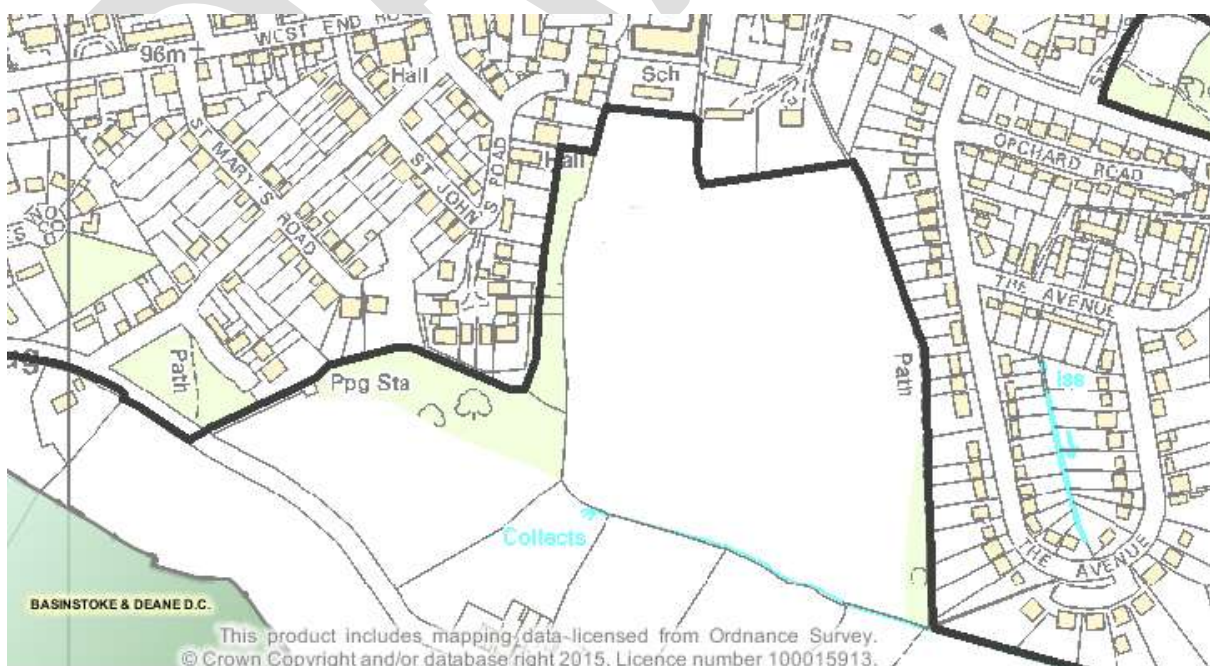 WEST END
96m
Hall
Sch
ST MARY'S ROAD
ST JOHN'S ROAD
Hall
ORCHARD ROAD
THE AVENUE
Path
Ppg Sta
Path
Iss
Collects
THE AVENUE
BASINSTOKE & DEANE D.C.
This product includes mapping data-licensed from Ordnance Survey.
© Crown Copyright and/or database right 2015. Licence number 100015913.